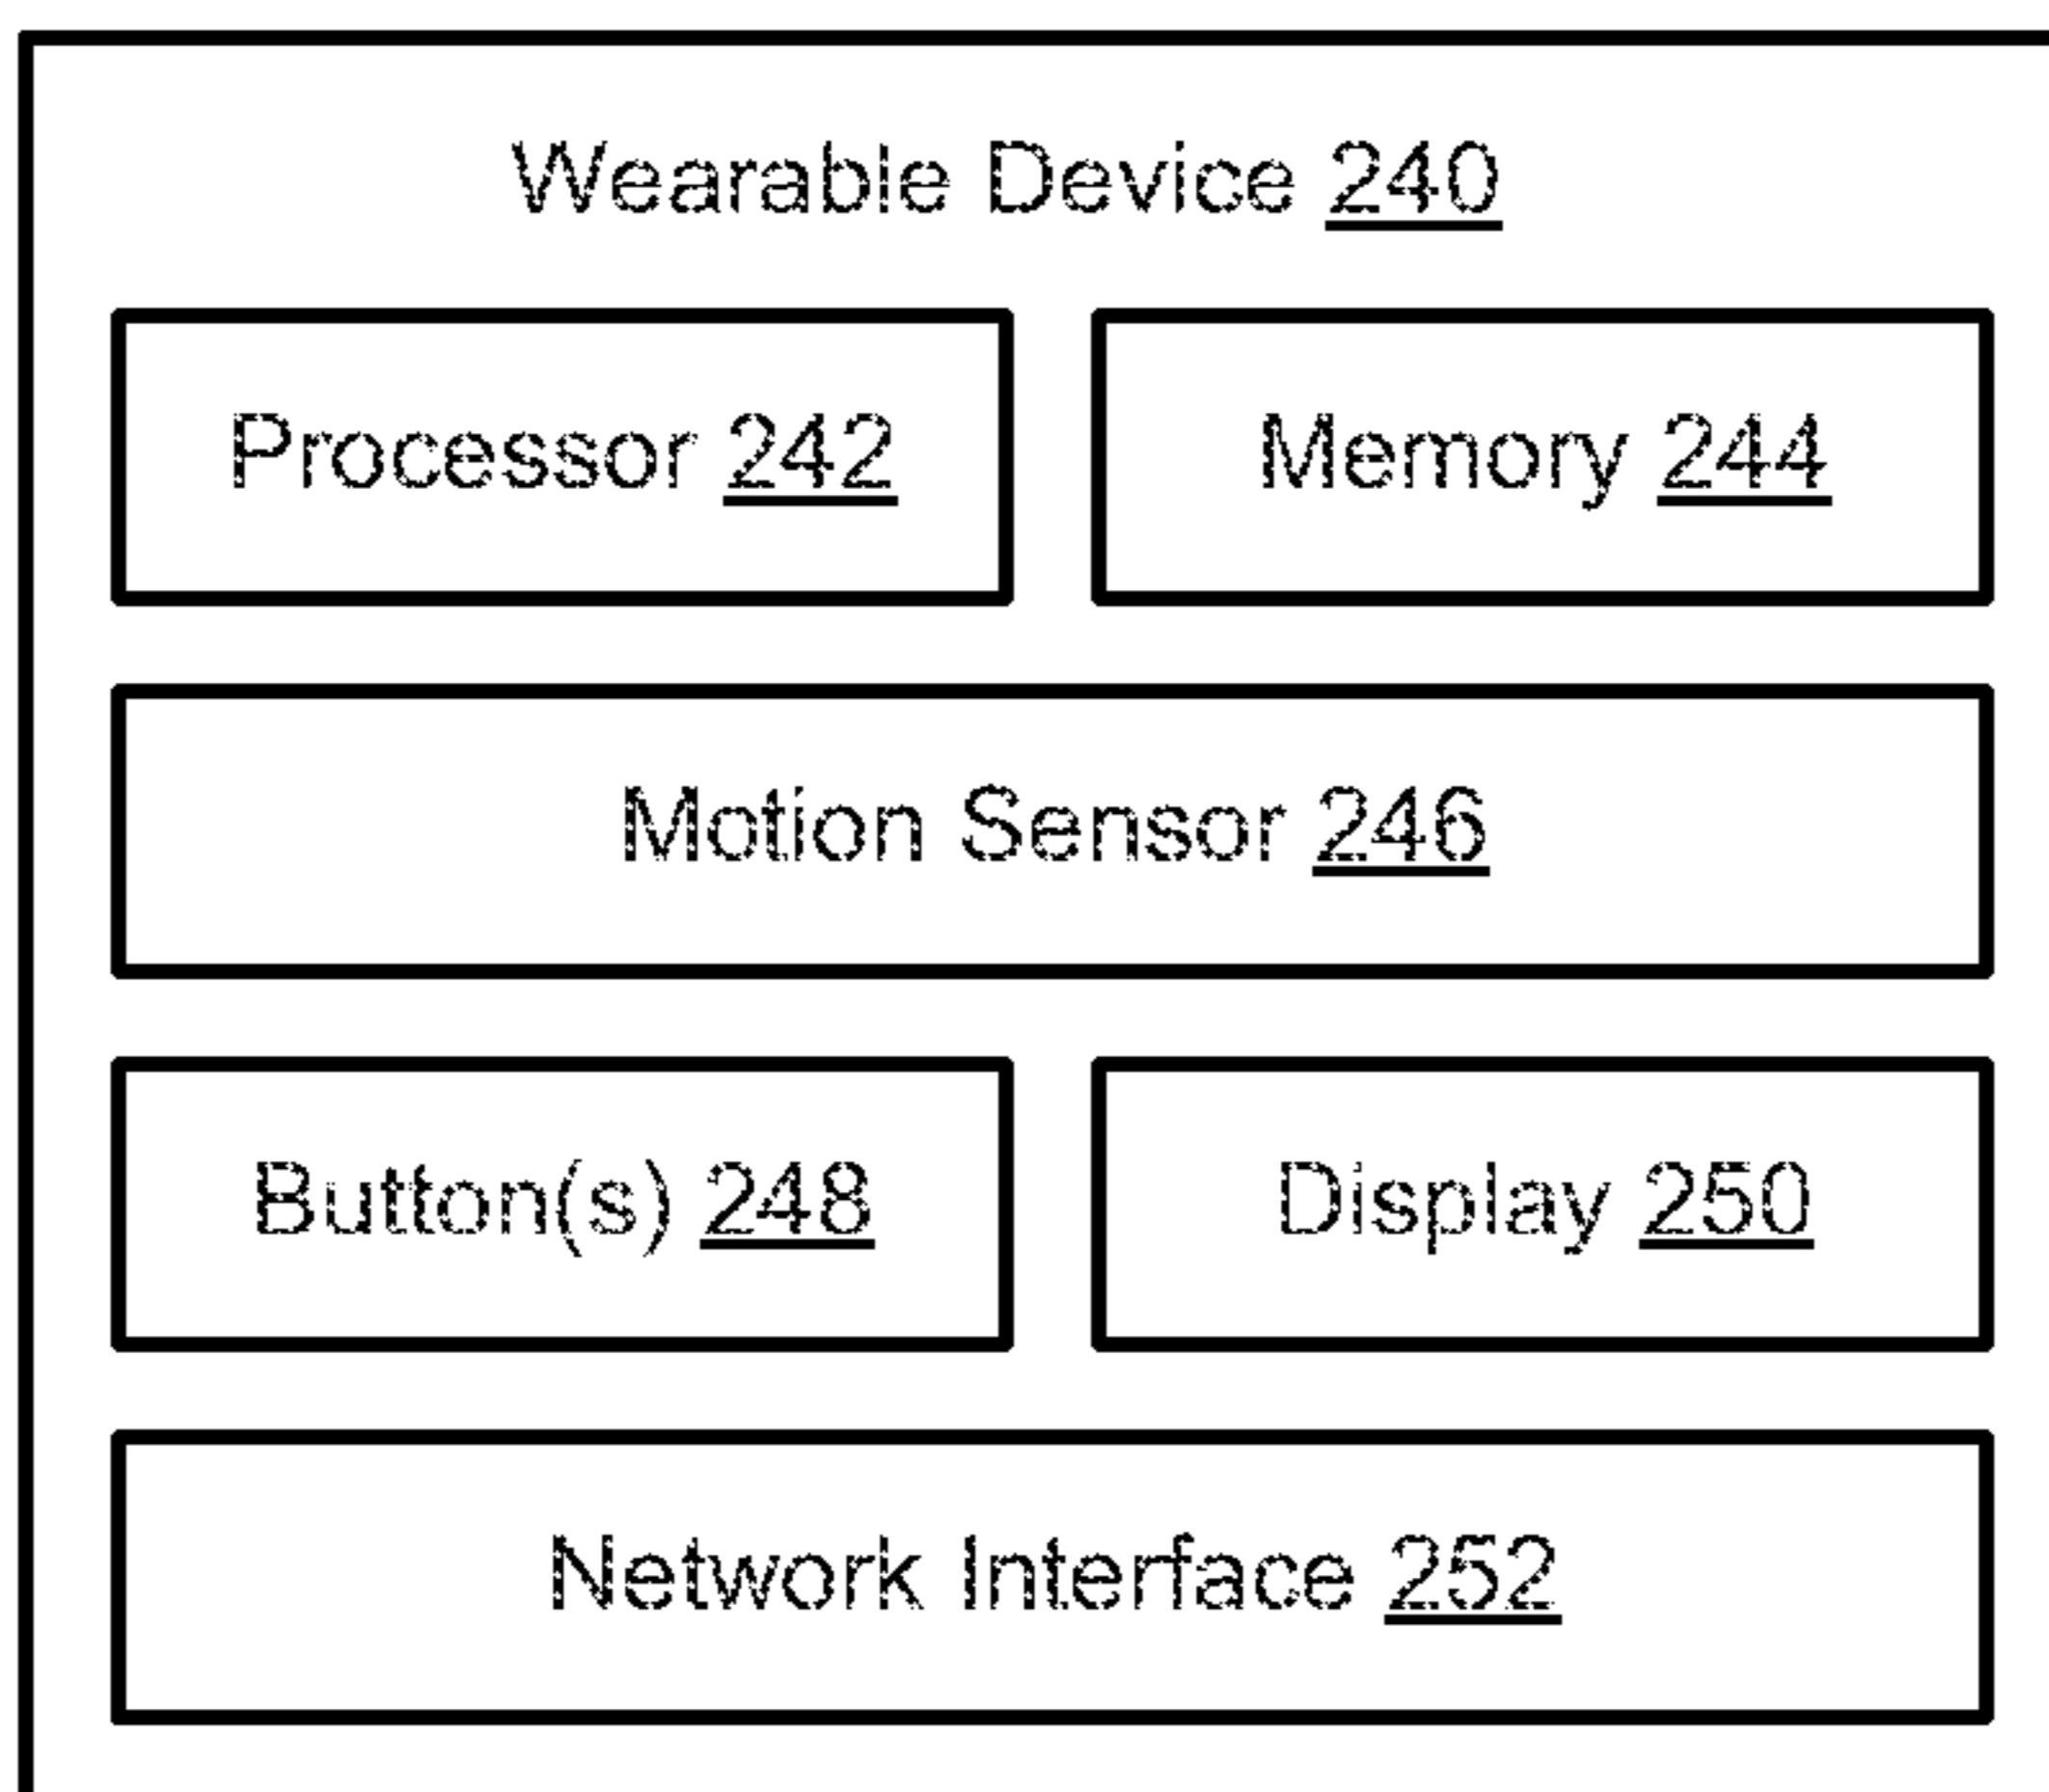 Wearable Device 240
Processor 242
Memory 244
Motion Sensor 246
Button(s) 248
Display 250
Network Interface 252